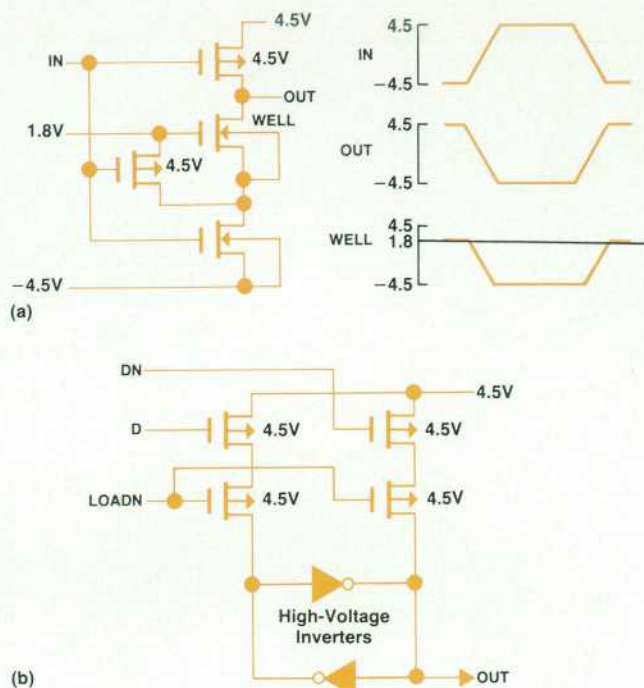 4.5V
IN
4.5V
OUT
1.8V
WELL
4.5V
−4.5V
(a)
4.5
IN
−4.5
4.5
OUT
−4.5
4.5
WELL
1.8
−4.5
DN
4.5V
D
4.5V
4.5V
LOADN
4.5V
4.5V
High-Voltage
Inverters
(b)
OUT